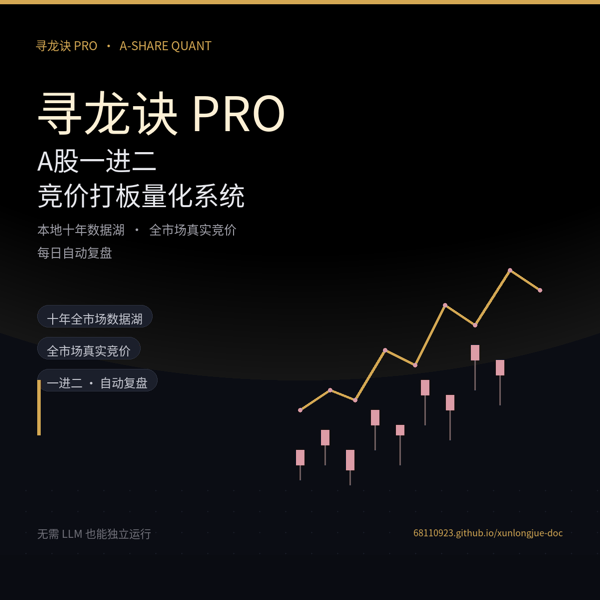 寻龙诀 PRO · A-SHARE QUANT
寻龙诀 PRO
A股一进二
竞价打板量化系统
本地十年数据湖 · 全市场真实竞价
每日自动复盘
十年全市场数据湖
全市场真实竞价
一进二 · 自动复盘
无需 LLM 也能独立运行
68110923.github.io/xunlongjue-doc